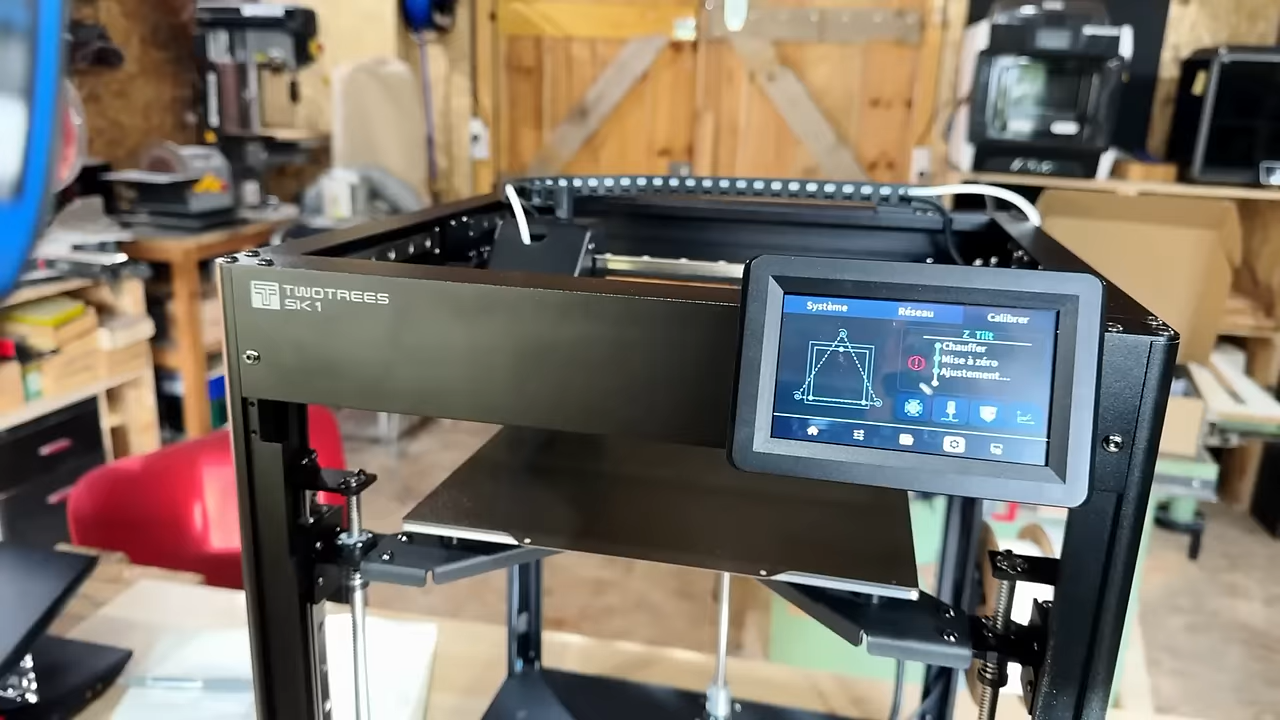 TWOTREES
SK1
Système
Réseau
Calibrer
Z_Tilt
Chauffer
Mise à zéro
Ajustement...